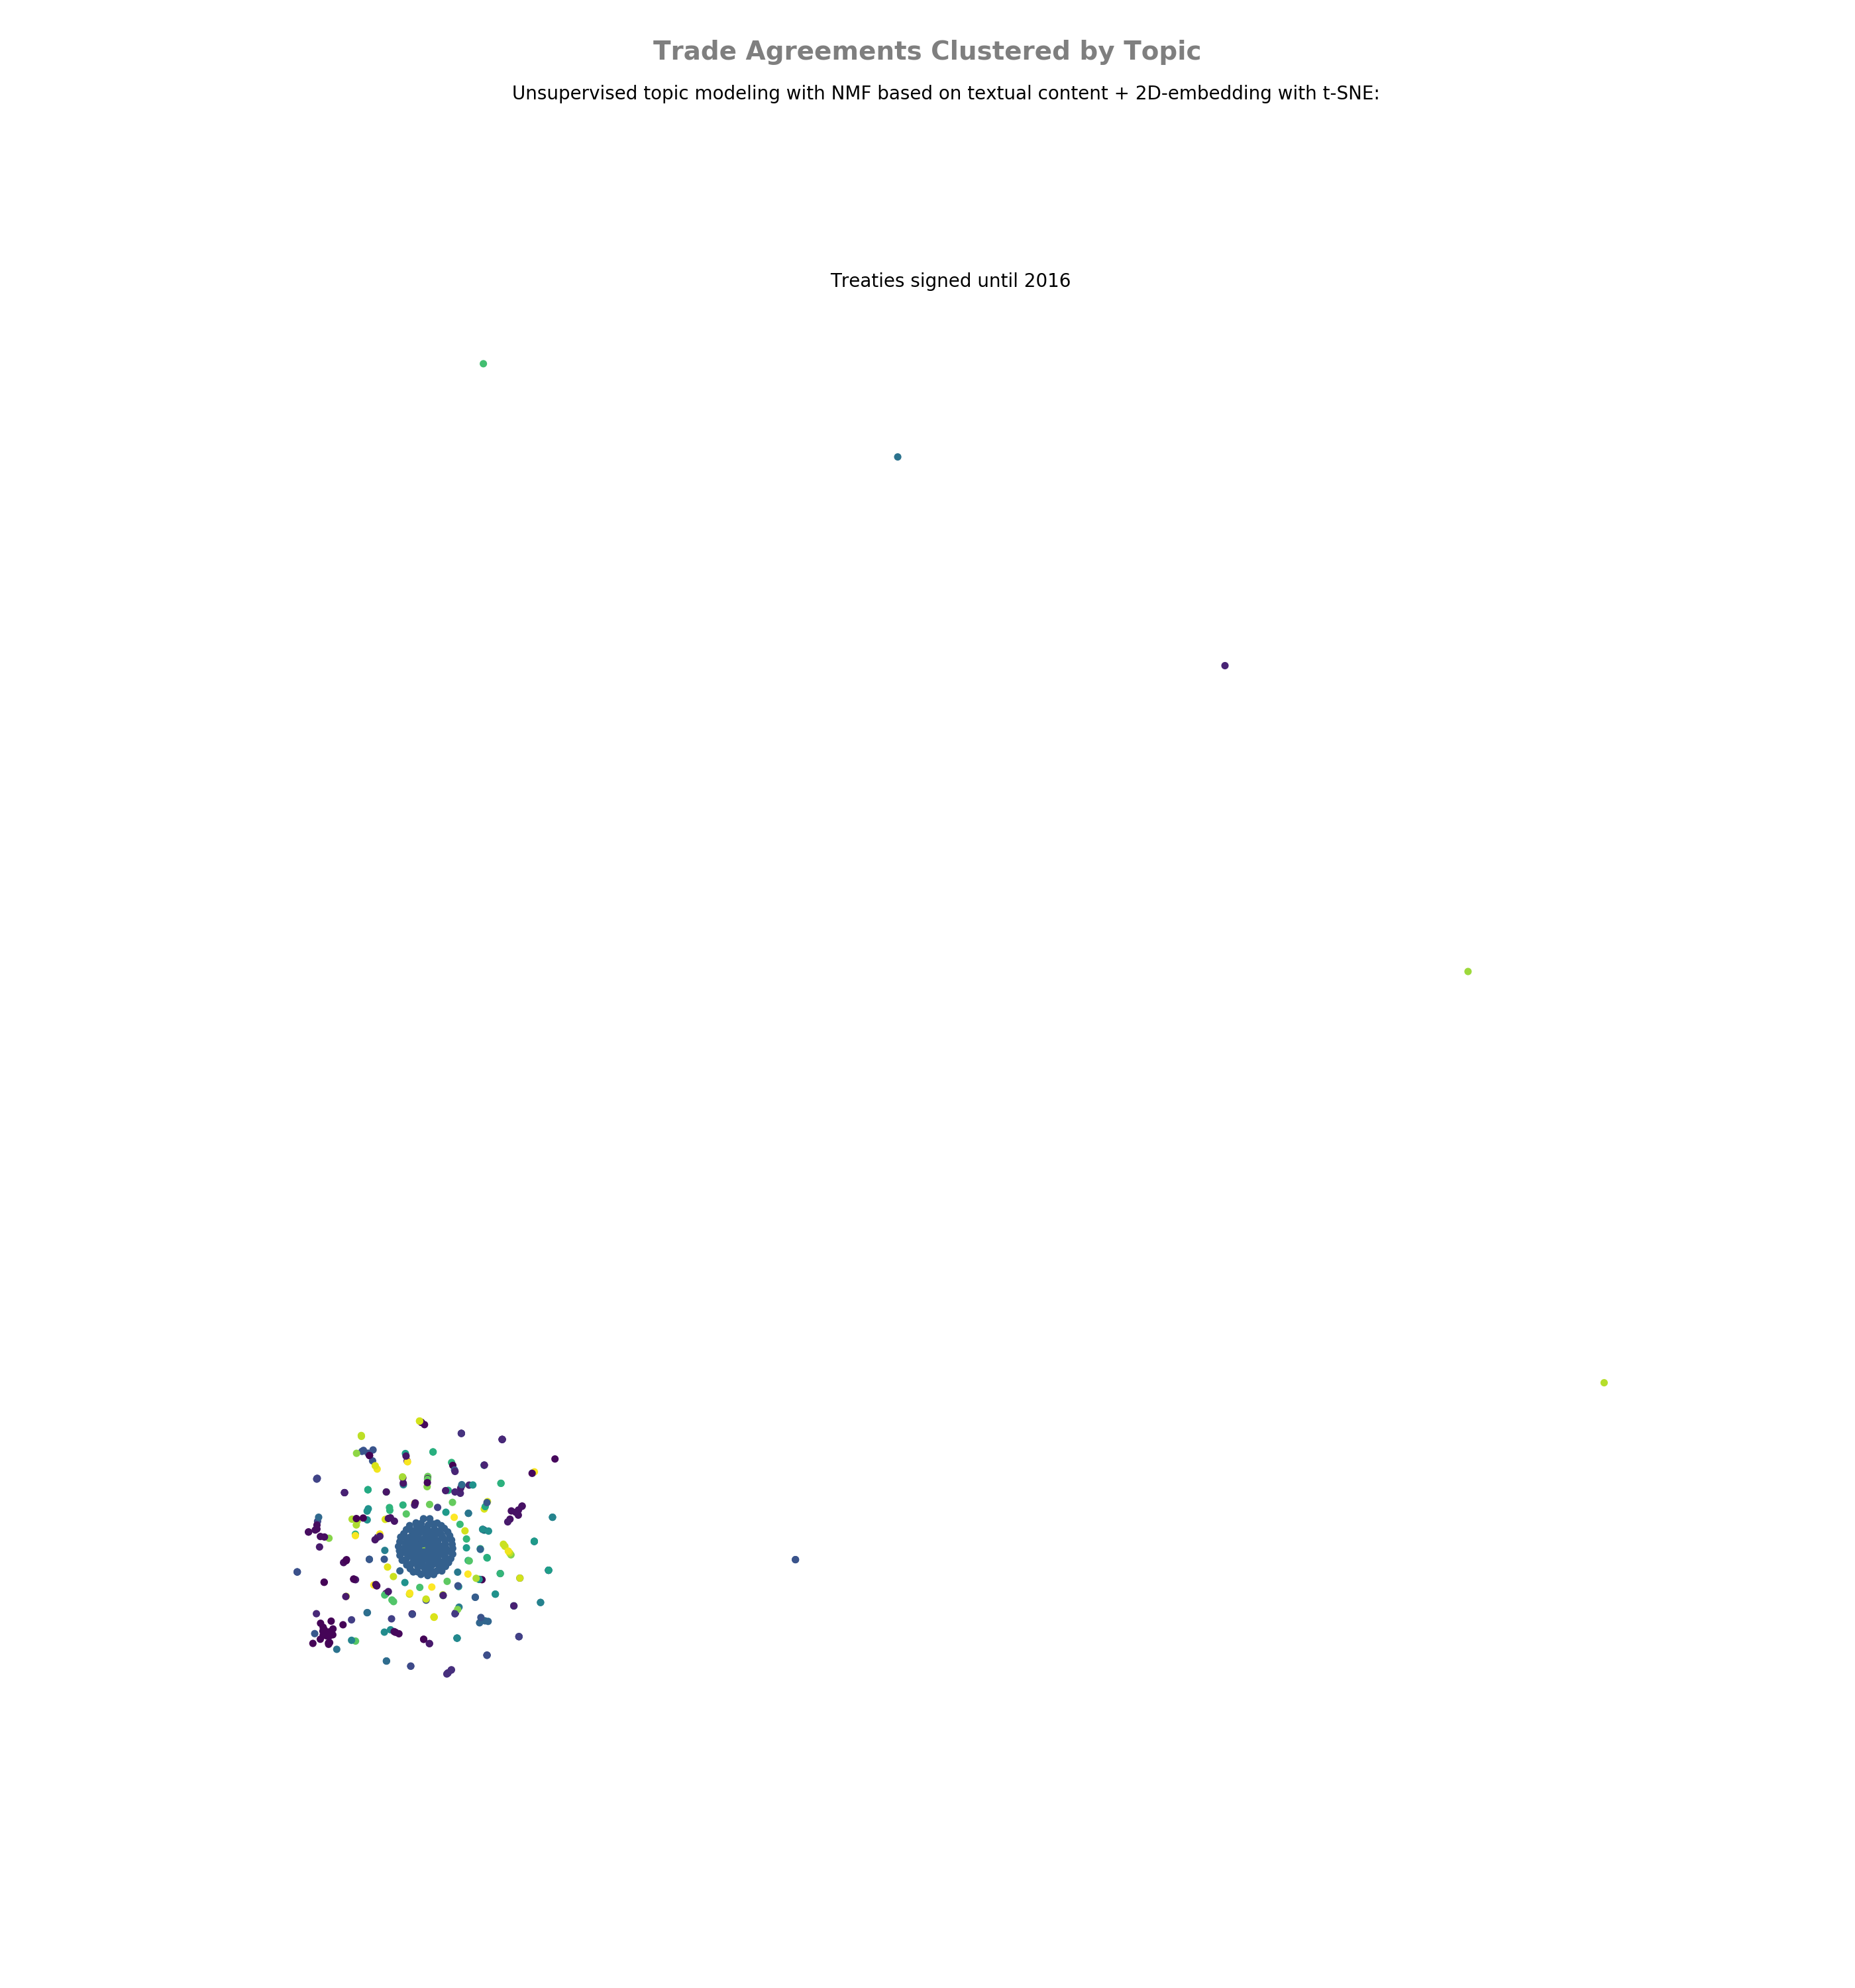 Trade Agreements Clustered by Topic
Unsupervised topic modeling with NMF based on textual content + 2D-embedding with t-SNE:
Treaties signed until 2016